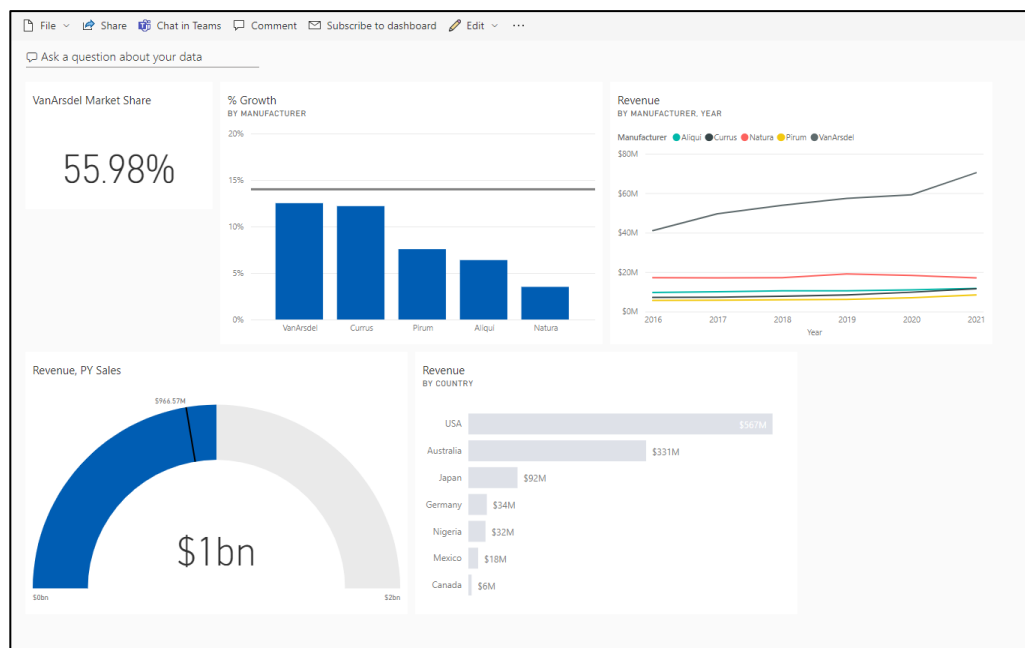 File Share Chat in Teams Comment Subscribe to dashboard Edit ...
Ask a question about your data
VanArsdel Market Share
55.98%
% Growth
BY MANUFACTURER
20%
15%
10%
5%
0%
VanArsdel Currus Pirum Aliqui Natura
Revenue
BY MANUFACTURER, YEAR
Manufacturer Aliqui Currus Natura Pirum VanArsdel
$80M
$60M
$40M
$20M
$0M
2016 2017 2018 2019 2020 2021
Year
Revenue, PY Sales
$966.57M
$1bn
$0bn $2bn
Revenue
BY COUNTRY
USA $567M
Australia $331M
Japan $92M
Germany $34M
Nigeria $32M
Mexico $18M
Canada $6M